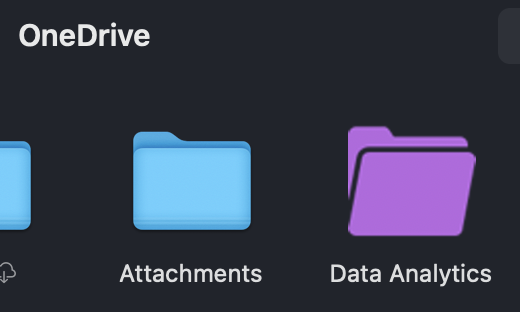 OneDrive
Attachments
Data Analytics